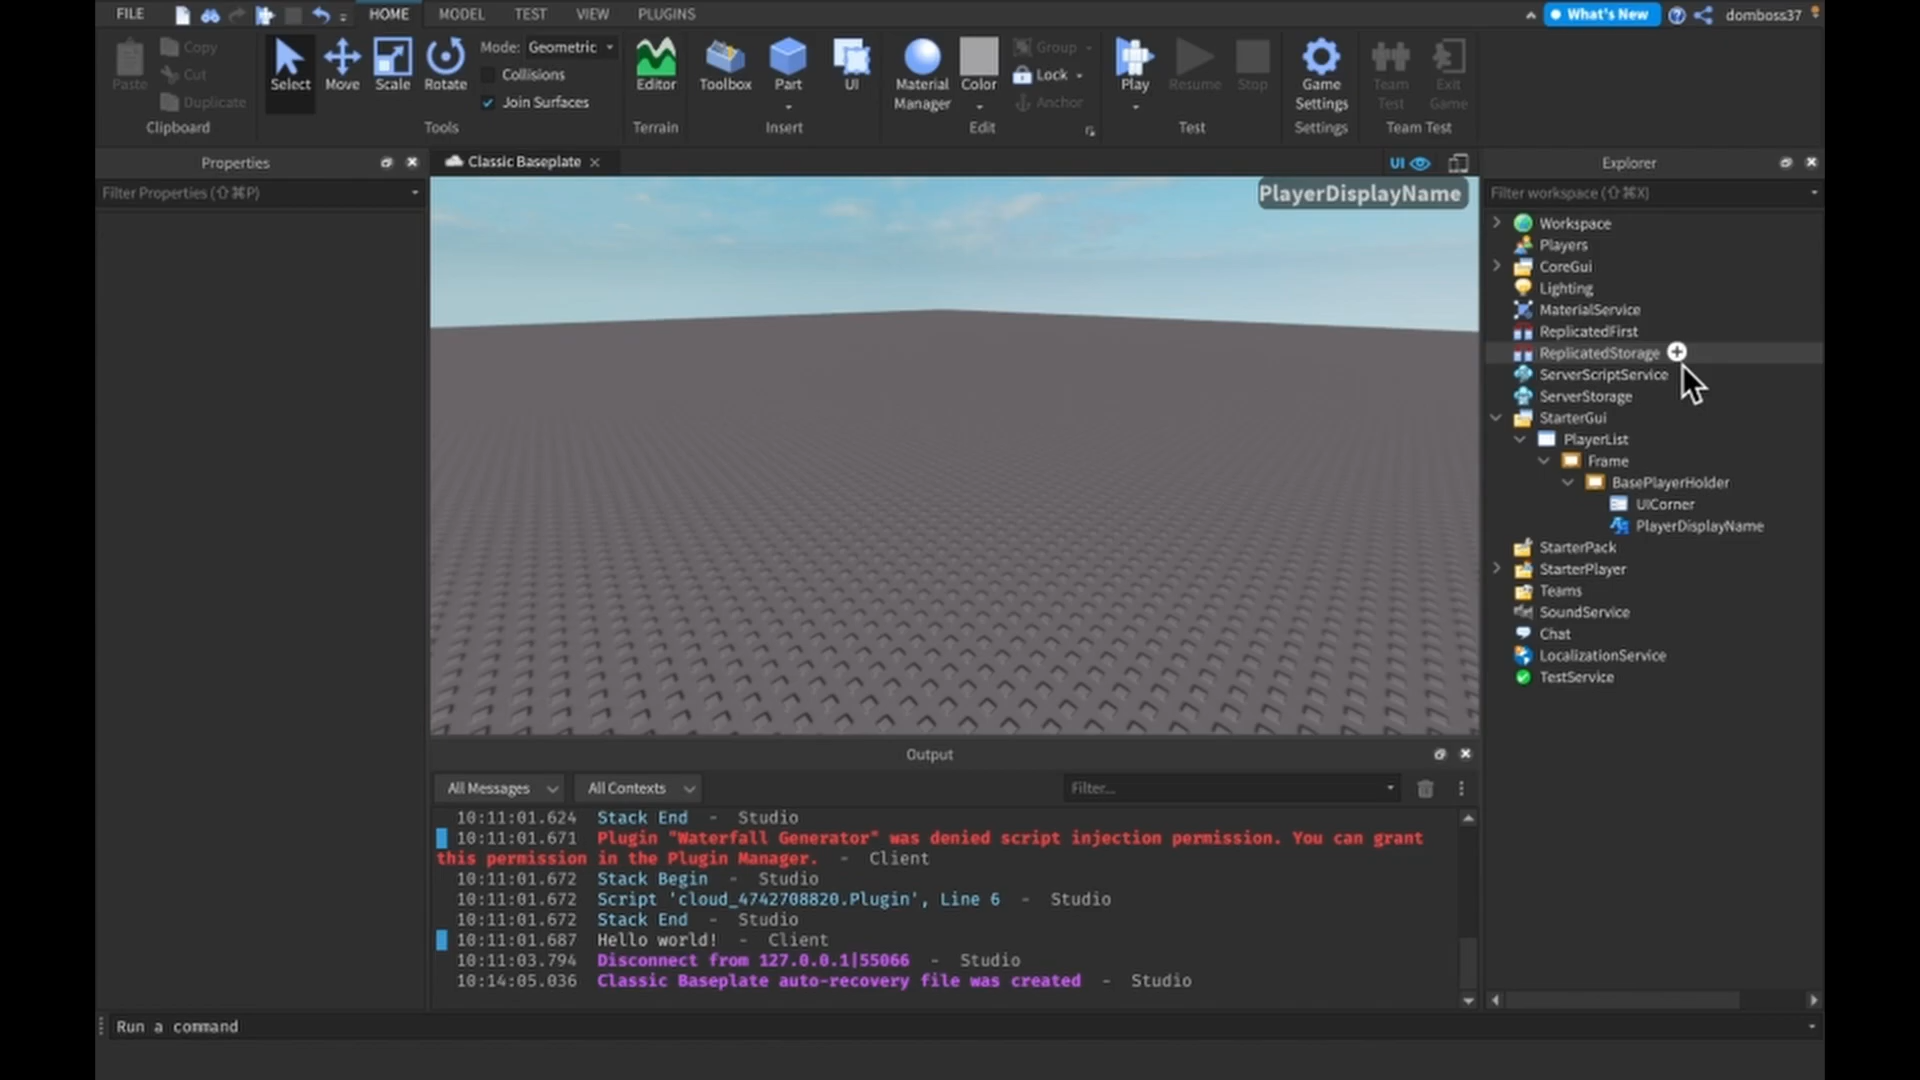 FILE
HOME
MODEL
TEST
VIEW
PLUGINS
What's New
domboss37
Paste
Copy
Cut
Duplicate
Clipboard
Select
Move
Scale
Rotate
Mode: Geometric
Collisions
Join Surfaces
Tools
Editor
Terrain
Toolbox
Part
UI
Insert
Material
Manager
Color
Group
Lock
Anchor
Edit
Play
Resume
Stop
Test
Game
Settings
Settings
Team
Test
Exit
Game
Team Test
Properties
Filter Properties (⇧⌘P)
Classic Baseplate
UI
PlayerDisplayName
Explorer
Filter workspace (⇧⌘X)
Workspace
Players
CoreGui
Lighting
MaterialService
ReplicatedFirst
ReplicatedStorage
ServerScriptService
ServerStorage
StarterGui
PlayerList
Frame
BasePlayerHolder
UICorner
PlayerDisplayName
StarterPack
StarterPlayer
Teams
SoundService
Chat
LocalizationService
TestService
Output
All Messages
All Contexts
Filter...
10:11:01.624 Stack End - Studio
10:11:01.671 Plugin "Waterfall Generator" was denied script injection permission. You can grant
this permission in the Plugin Manager. - Client
10:11:01.672 Stack Begin - Studio
10:11:01.672 Script 'cloud_4742708820.Plugin', Line 6 - Studio
10:11:01.672 Stack End - Studio
10:11:01.687 Hello world! - Client
10:11:03.794 Disconnect from 127.0.0.1|55066 - Studio
10:14:05.036 Classic Baseplate auto-recovery file was created - Studio
Run a command